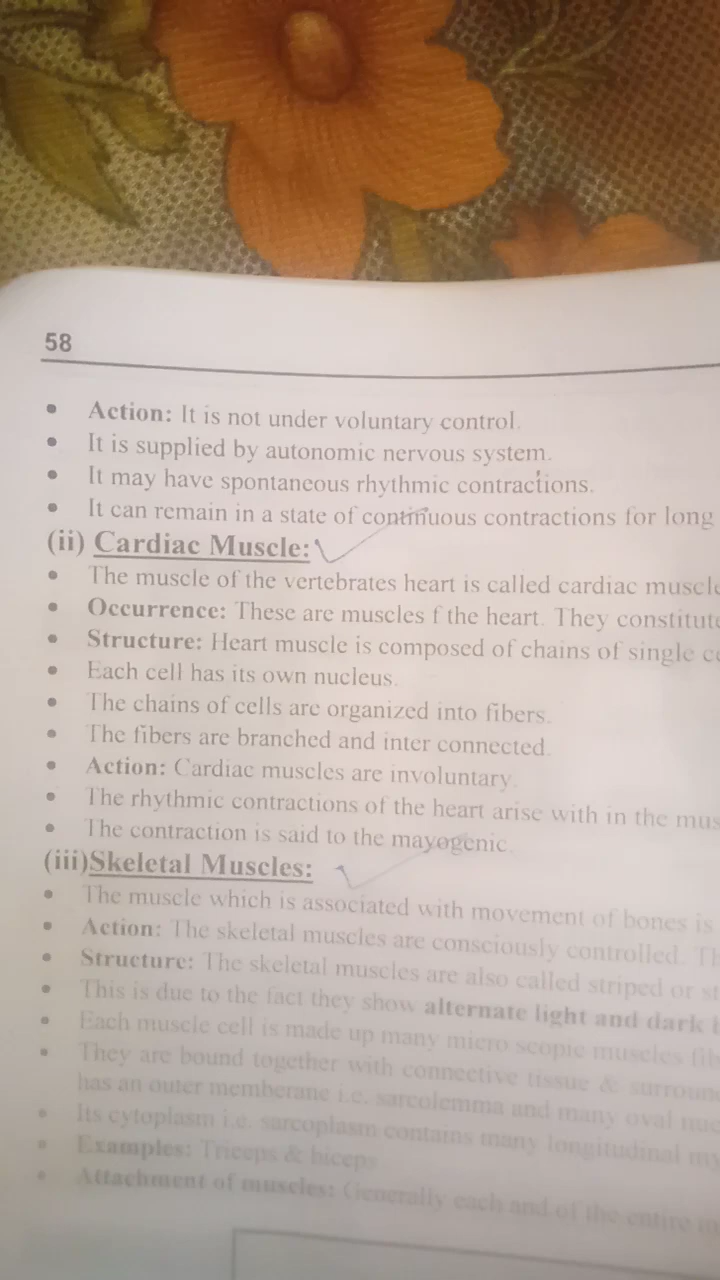 58
• Action: It is not under voluntary control.
• It is supplied by autonomic nervous system.
• It may have spontaneous rhythmic contractions.
• It can remain in a state of continuous contractions for long
(ii) Cardiac Muscle:
• The muscle of the vertebrates heart is called cardiac muscle
• Occurrence: These are muscles f the heart. They constitute
• Structure: Heart muscle is composed of chains of single
• Each cell has its own nucleus.
• The chains of cells are organized into fibers.
• The fibers are branched and inter connected.
• Action: Cardiac muscles are involuntary.
• The rhythmic contractions of the heart arise with in the
• The contraction is said to the mayogenic.
(iii)Skeletal Muscles:
• The muscle which is associated with movement of bones is
• Action: The skeletal muscles are consciously controlled.
• Structure: The skeletal muscles are also called striped or
• This is due to the fact they show alternate light and dark
• Each muscle cell is made up many micro scopic muscles
• They are bound together with connective tissue &
has an outer memberane i.e. sarcolemma and many oval
• Its cytoplasm i.e. sarcoplasm contams many longitudinal
• Examples: Triceps & biceps
• Attachment of muscles: Generally each and of the entire